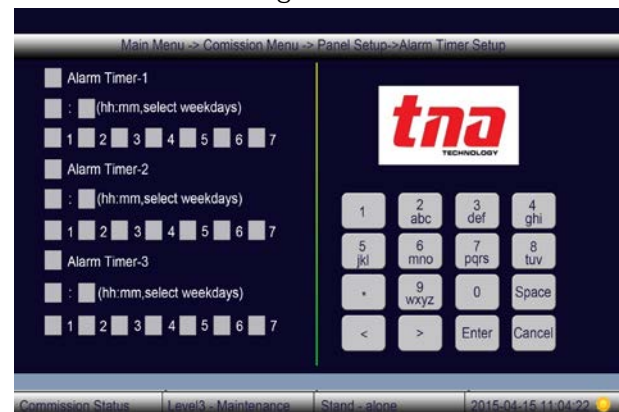 Main Menu -> Comission Menu -> Panel Setup->Alarm Timer Setup
Alarm Timer-1
: (hh:mm,select weekdays)
1 2 3 4 5 6 7
Alarm Timer-2
: (hh:mm,select weekdays)
1 2 3 4 5 6 7
Alarm Timer-3
: (hh:mm,select weekdays)
1 2 3 4 5 6 7
tna
TECHNOLOGY
1 2 abc 3 def 4 ghi
5 jkl 6 mno 7 pqrs 8 tuv
* 9 wxyz 0 Space
< > Enter Cancel
Commission Status Level3 - Maintenance Stand - alone 2015-04-15 11:04:22